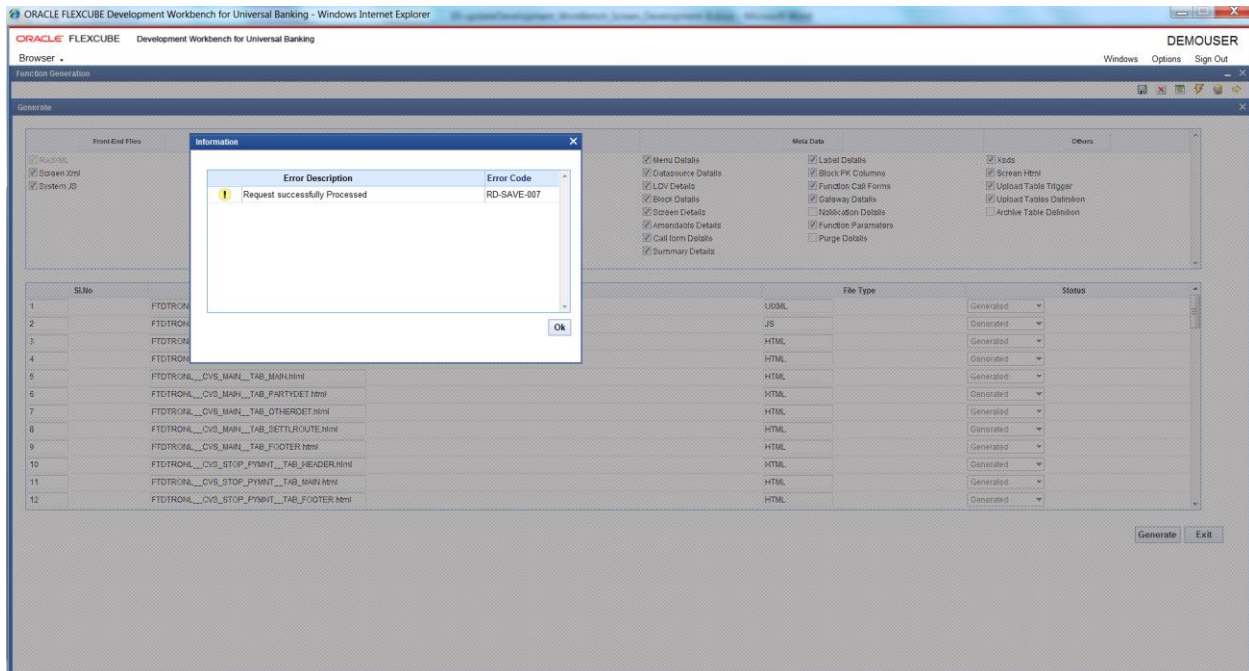 ORACLE FLEXCUBE Development Workbench for Universal Banking - Windows Internet Explorer
ORACLE FLEXCUBE Development Workbench for Universal Banking
DEMOUSER
Browser
Windows Options Sign Out
Function Generation
Generate
Front End Files Meta Data Others
Information
RadXML Menu Details Label Details Xsds
Screen Xml Datasource Details Block PK Columns Screen Html
System JS LOV Details Function Call Forms Upload Table Trigger
Block Details Gateway Details Upload Tables Definition
Screen Details Notification Details Archive Table Definition
Amendable Details Function Parameters
Call form Details Purge Details
Summary Details
Error Description Error Code
Request successfully Processed RD-SAVE-007
Ok
Sl.No File Type Status
1 FTDTRON UIXML Generated
2 FTDTRON JS Generated
3 FTDTRON HTML Generated
4 FTDTRON HTML Generated
5 FTDTRONL__CVS_MAIN__TAB_MAIN.html HTML Generated
6 FTDTRONL__CVS_MAIN__TAB_PARTYDET.html HTML Generated
7 FTDTRONL__CVS_MAIN__TAB_OTHERDET.html HTML Generated
8 FTDTRONL__CVS_MAIN__TAB_SETTLROUTE.html HTML Generated
9 FTDTRONL__CVS_MAIN__TAB_FOOTER.html HTML Generated
10 FTDTRONL__CVS_STOP_PYMNT__TAB_HEADER.html HTML Generated
11 FTDTRONL__CVS_STOP_PYMNT__TAB_MAIN.html HTML Generated
12 FTDTRONL__CVS_STOP_PYMNT__TAB_FOOTER.html HTML Generated
Generate Exit